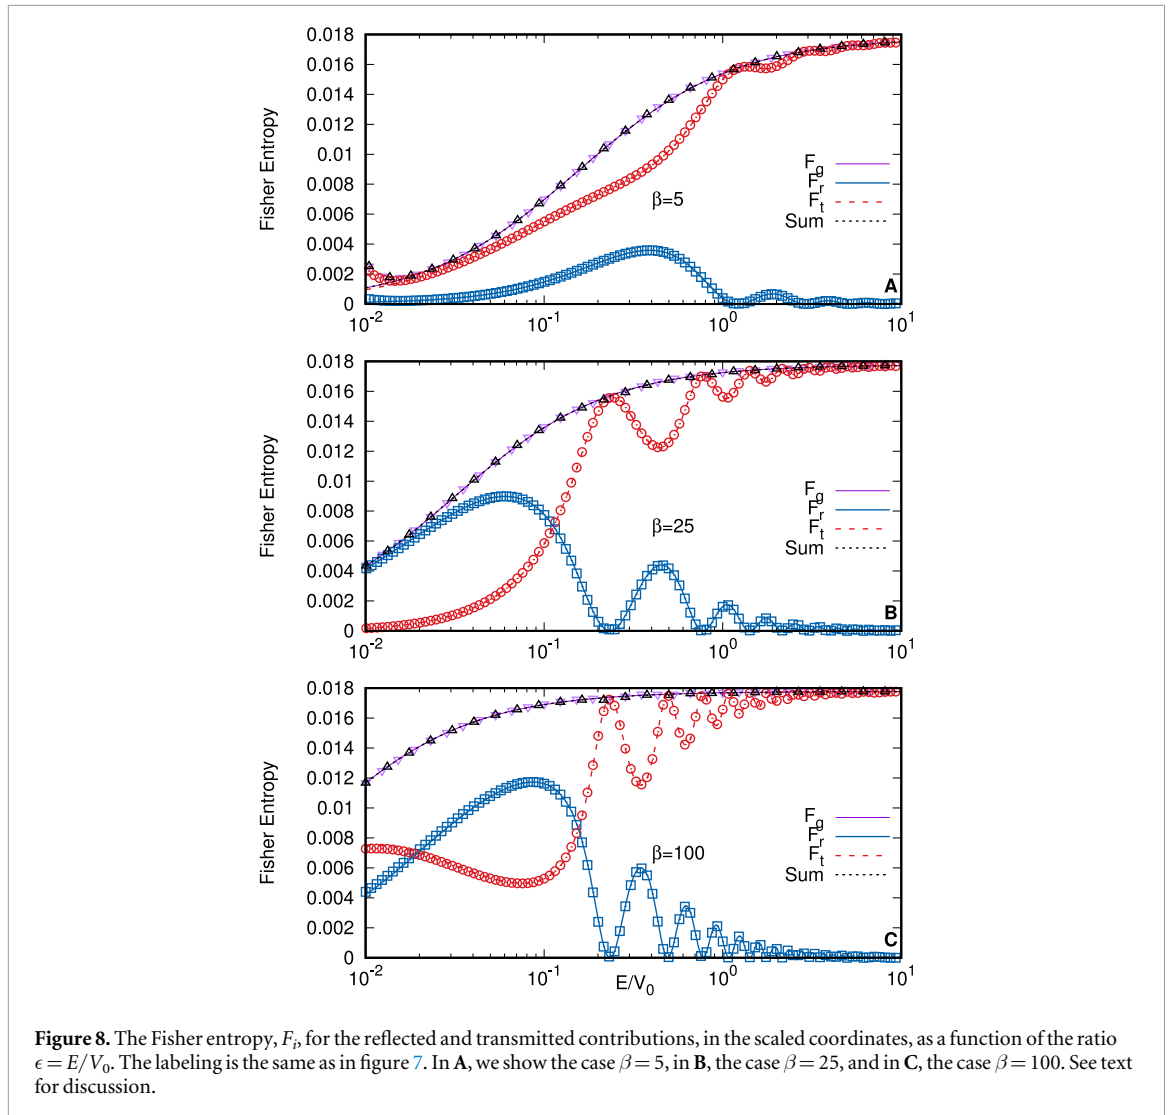 0.018
0.016
0.014
0.012
0.01
0.008
0.006
0.004
0.002
0
Fisher Entropy
F_g
F_r
F_t
Sum
β=5
A
10^-2
10^-1
10^0
10^1
0.018
0.016
0.014
0.012
0.01
0.008
0.006
0.004
0.002
0
Fisher Entropy
F_g
F_r
F_t
Sum
β=25
B
10^-2
10^-1
10^0
10^1
0.018
0.016
0.014
0.012
0.01
0.008
0.006
0.004
0.002
0
Fisher Entropy
F_g
F_r
F_t
Sum
β=100
C
10^-2
10^-1
10^0
10^1
E/V_0
Figure 8. The Fisher entropy, F_i, for the reflected and transmitted contributions, in the scaled coordinates, as a function of the ratio
ϵ = E/V_0. The labeling is the same as in figure 7. In A, we show the case β = 5, in B, the case β = 25, and in C, the case β = 100. See text
for discussion.